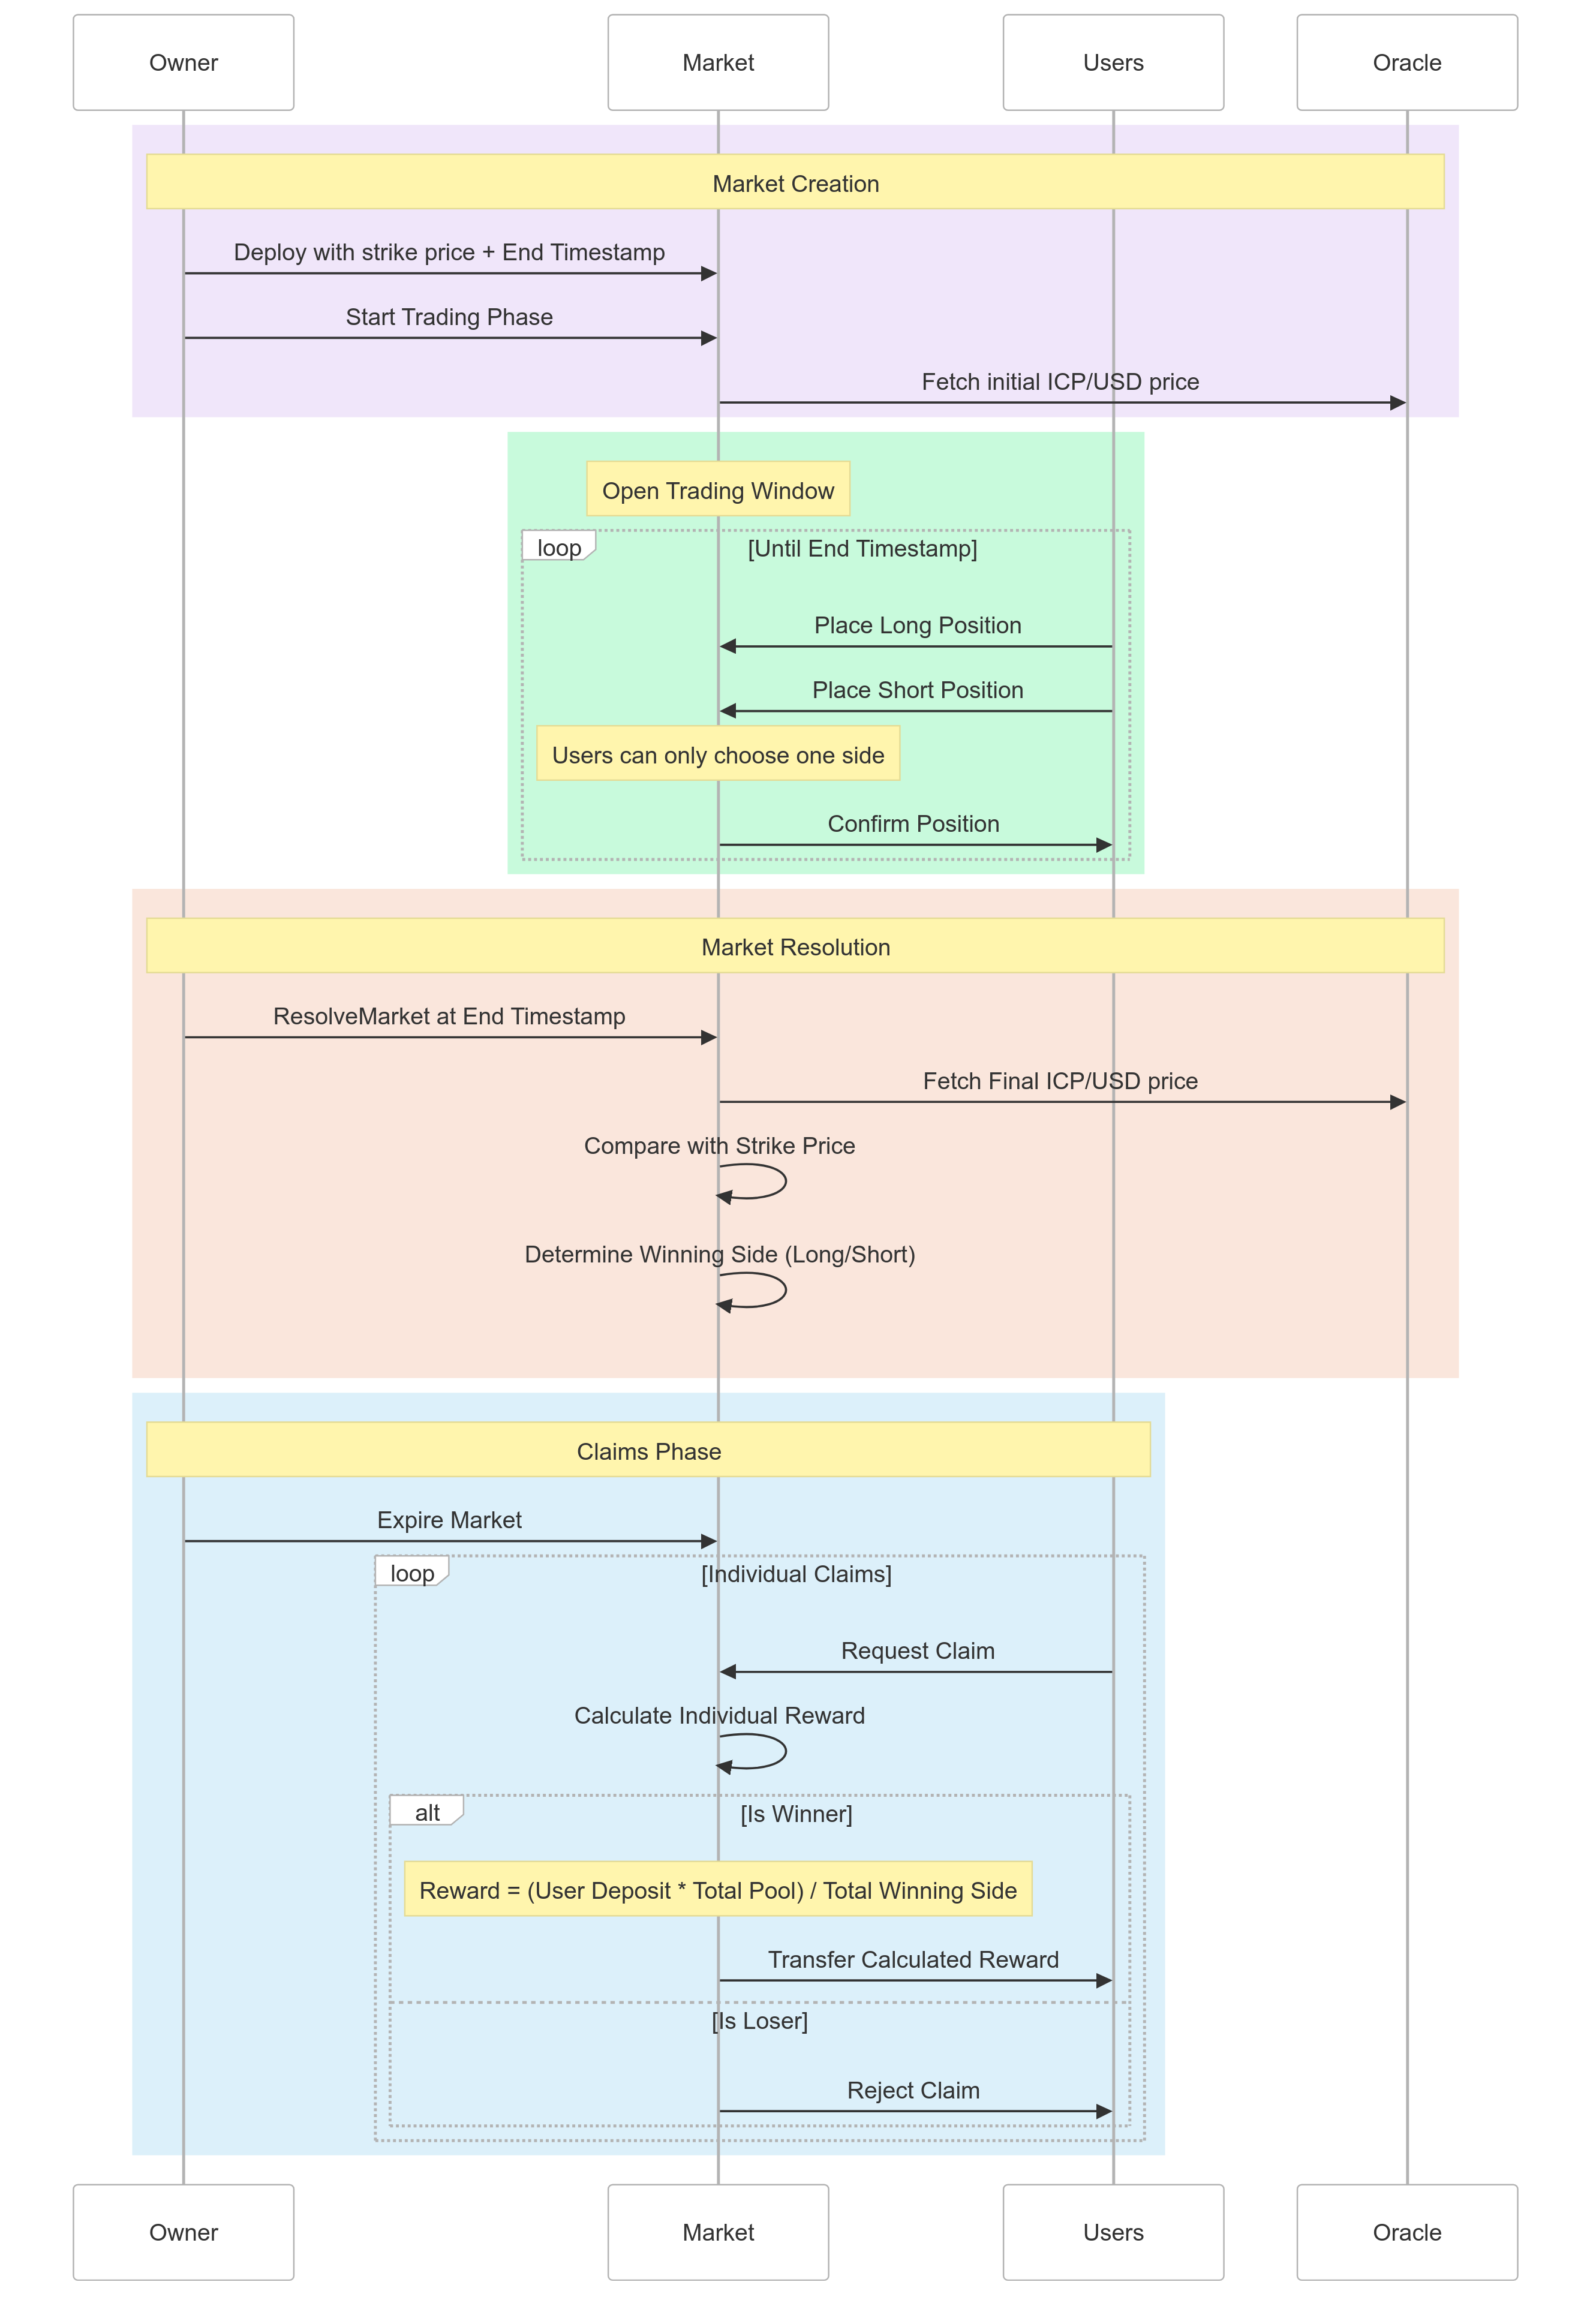 Owner
Market
Users
Oracle
Market Creation
Deploy with strike price + End Timestamp
Start Trading Phase
Fetch initial ICP/USD price
Open Trading Window
loop
[Until End Timestamp]
Place Long Position
Place Short Position
Users can only choose one side
Confirm Position
Market Resolution
ResolveMarket at End Timestamp
Fetch Final ICP/USD price
Compare with Strike Price
Determine Winning Side (Long/Short)
Claims Phase
Expire Market
loop
[Individual Claims]
Request Claim
Calculate Individual Reward
alt
[Is Winner]
Reward = (User Deposit * Total Pool) / Total Winning Side
Transfer Calculated Reward
[Is Loser]
Reject Claim
Owner
Market
Users
Oracle